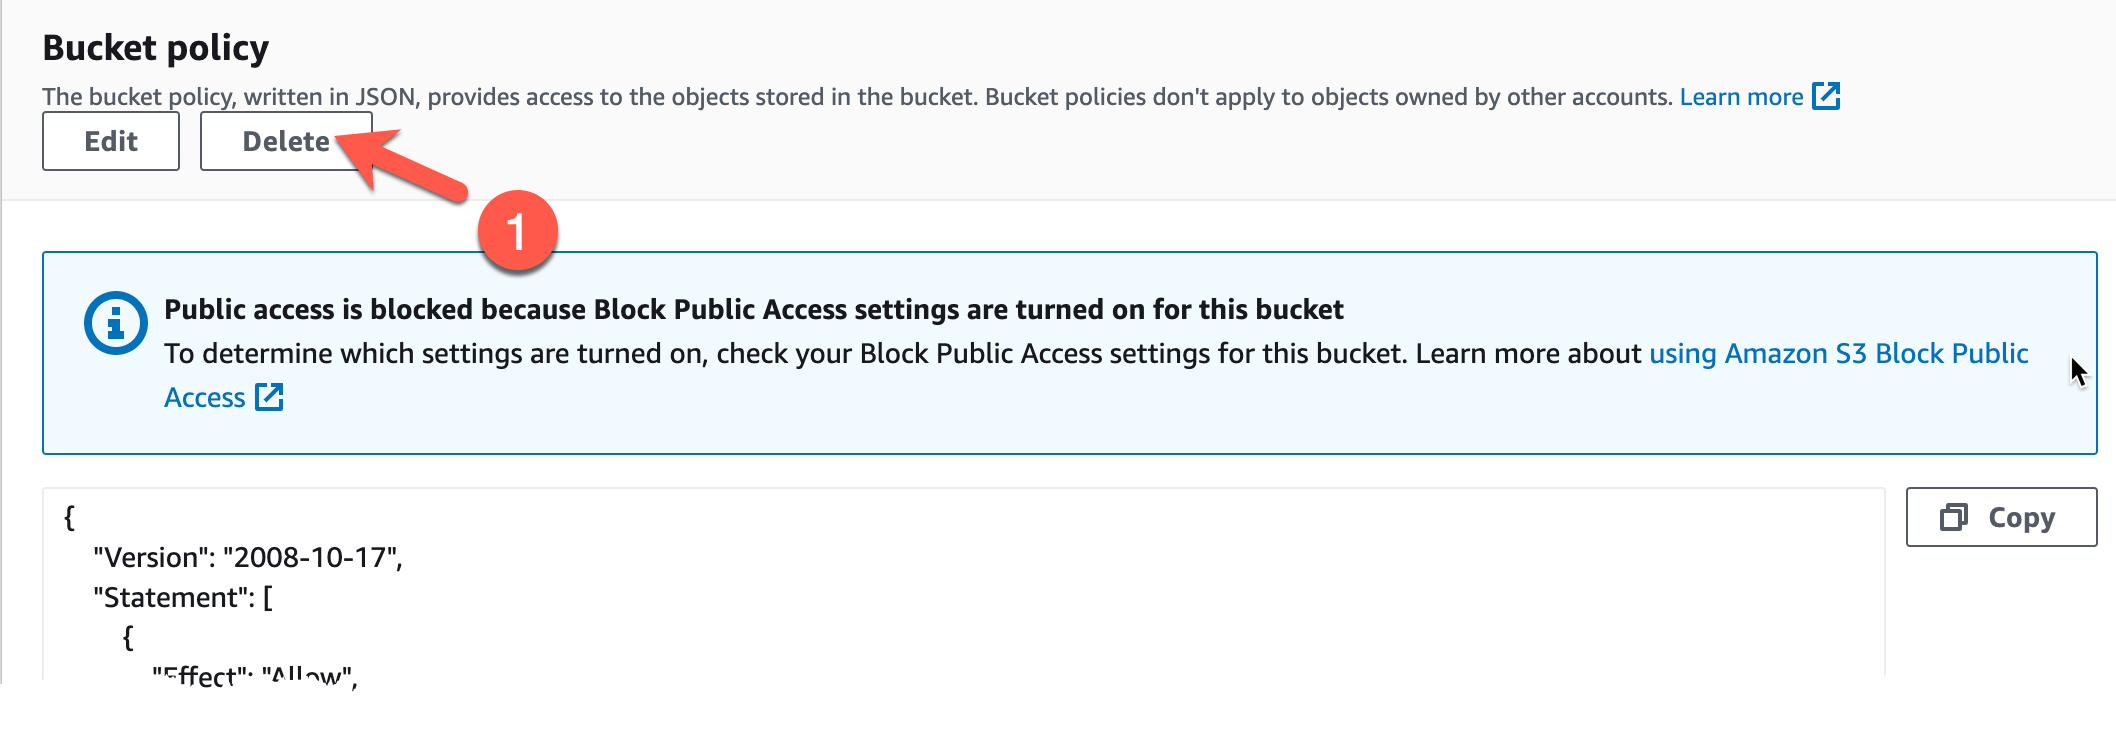 Bucket policy
The bucket policy, written in JSON, provides access to the objects stored in the bucket. Bucket policies don't apply to objects owned by other accounts. Learn more
Edit Delete
1
Public access is blocked because Block Public Access settings are turned on for this bucket
To determine which settings are turned on, check your Block Public Access settings for this bucket. Learn more about using Amazon S3 Block Public
Access
{
Copy
"Version": "2008-10-17",
"Statement": [
{
"Effect": "Allow",